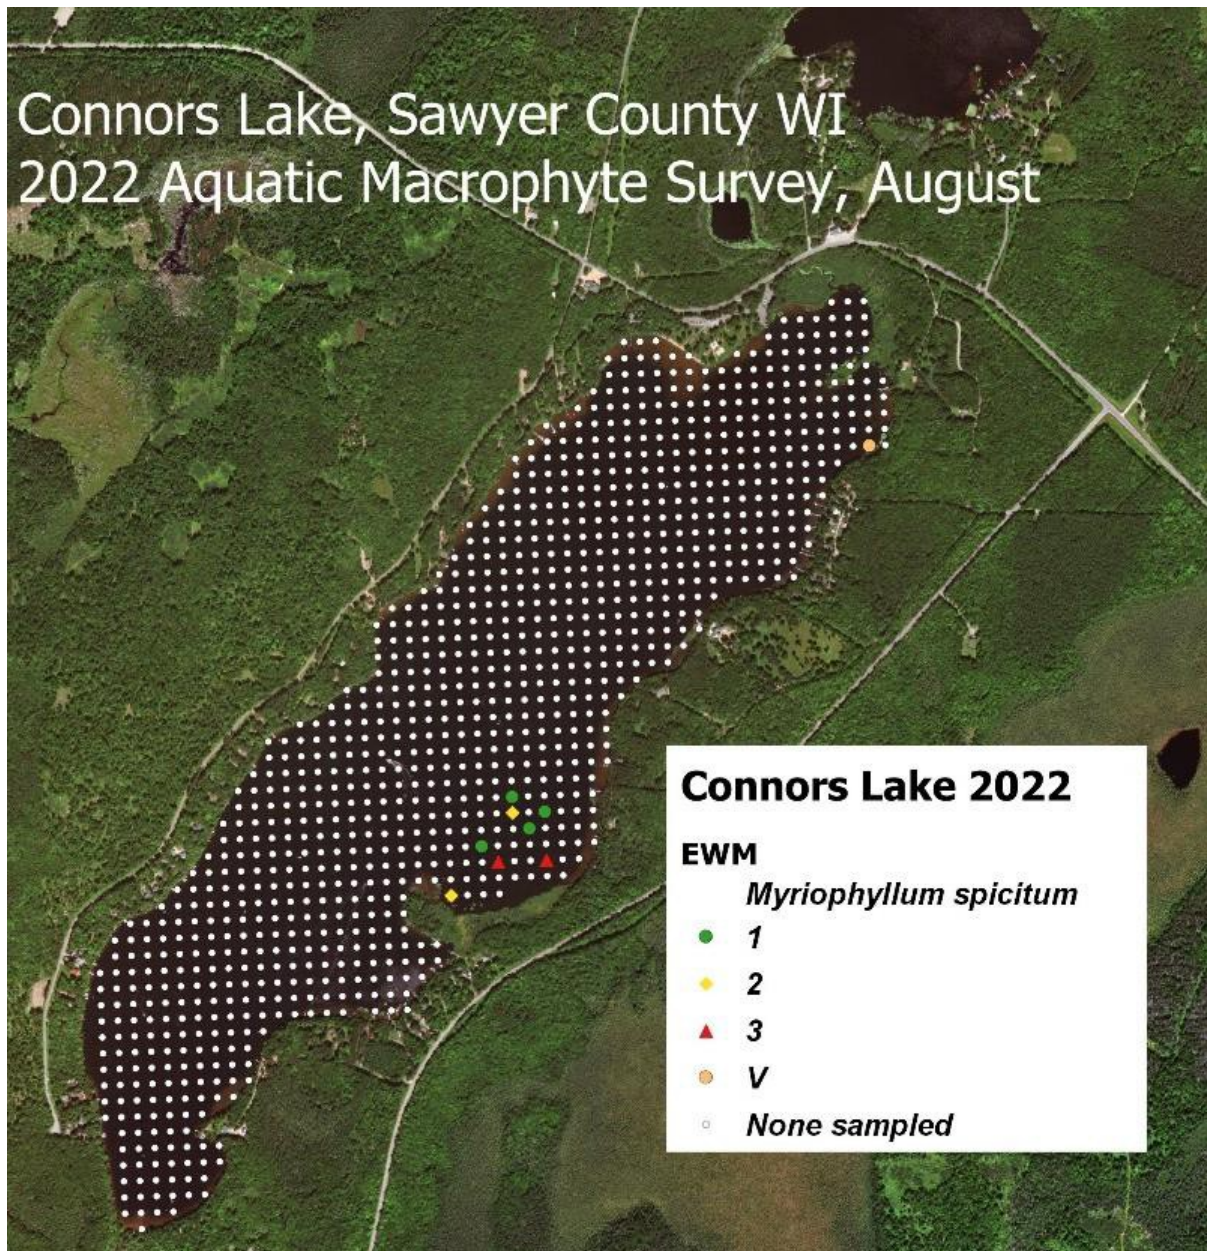 Connors Lake, Sawyer County WI
2022 Aquatic Macrophyte Survey, August
Connors Lake 2022
EWM
Myriophyllum spicitum
1
2
3
V
None sampled